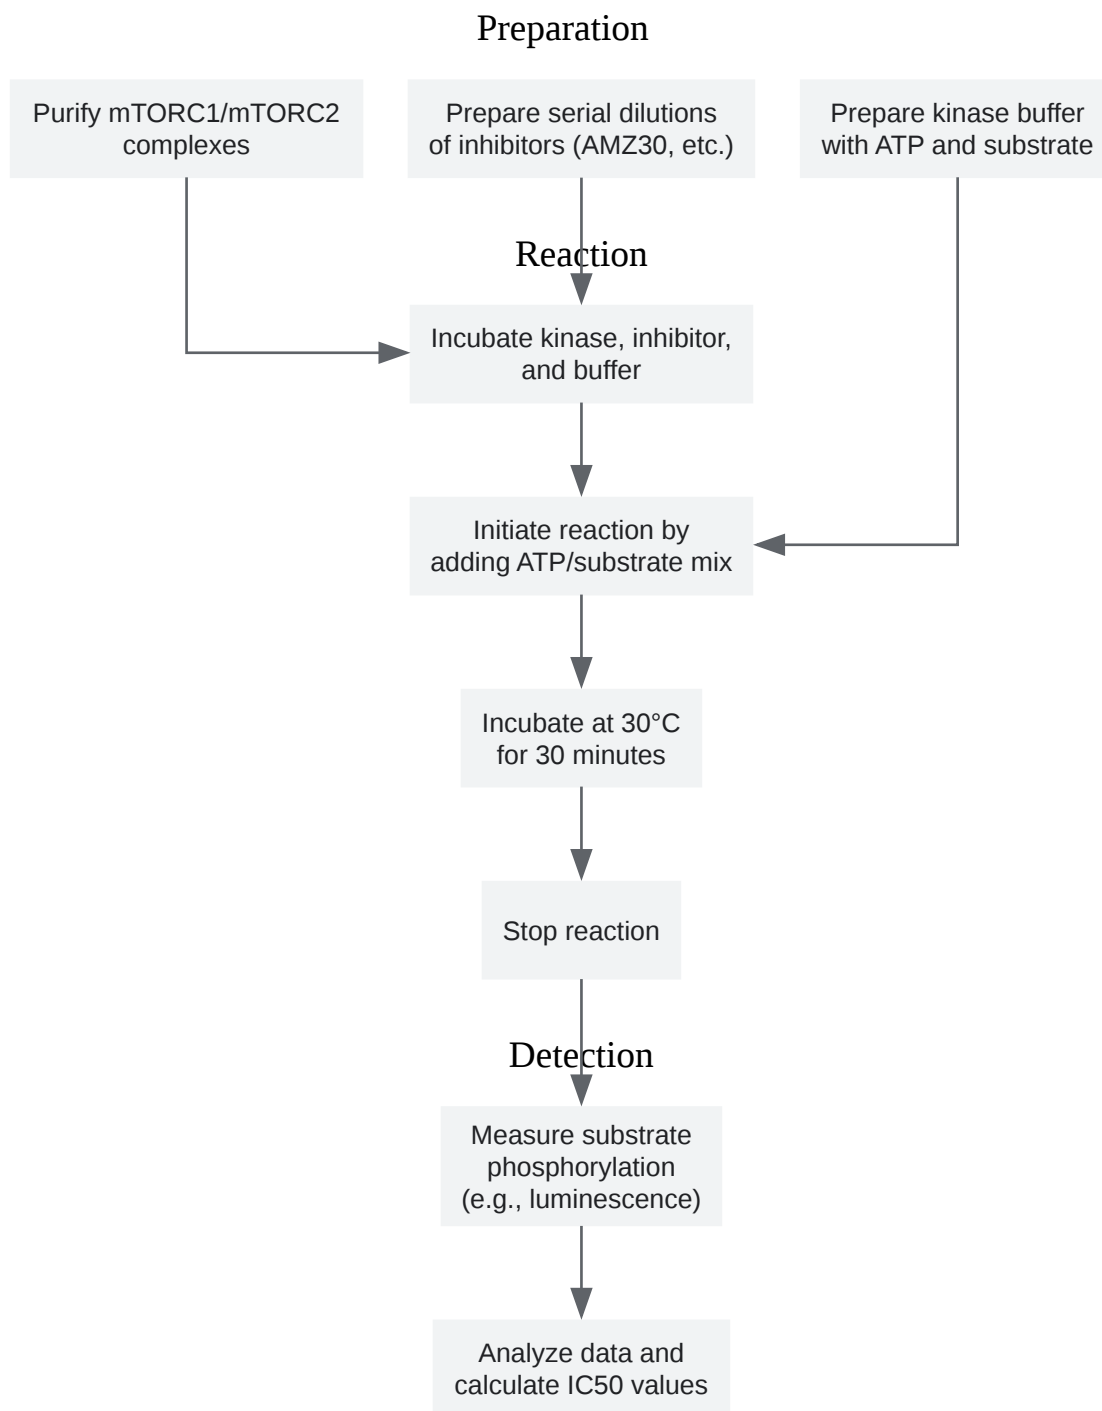 Preparation
Purify mTORC1/mTORC2
complexes
Prepare serial dilutions
of inhibitors (AMZ30, etc.)
Prepare kinase buffer
with ATP and substrate
Reaction
Incubate kinase, inhibitor,
and buffer
Initiate reaction by
adding ATP/substrate mix
Incubate at 30°C
for 30 minutes
Stop reaction
Detection
Measure substrate
phosphorylation
(e.g., luminescence)
Analyze data and
calculate IC50 values